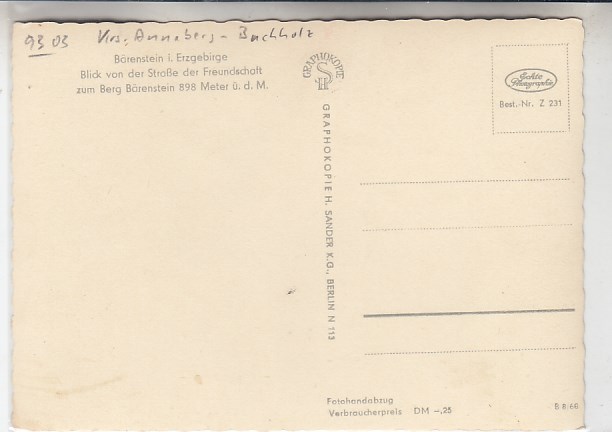 93 03 Krs. Annaberg - Buchholz
Bärenstein i. Erzgebirge
Blick von der Straße der Freundschaft
zum Berg Bärenstein 898 Meter ü. d. M.
GRAPHOKOPIE
H S
GRAPHOKOPIE H. SANDER K.G., BERLIN N 113
Echte
Photographie
Best.-Nr. Z 231
Fotohandabzug
Verbraucherpreis DM -,25
B 8/66